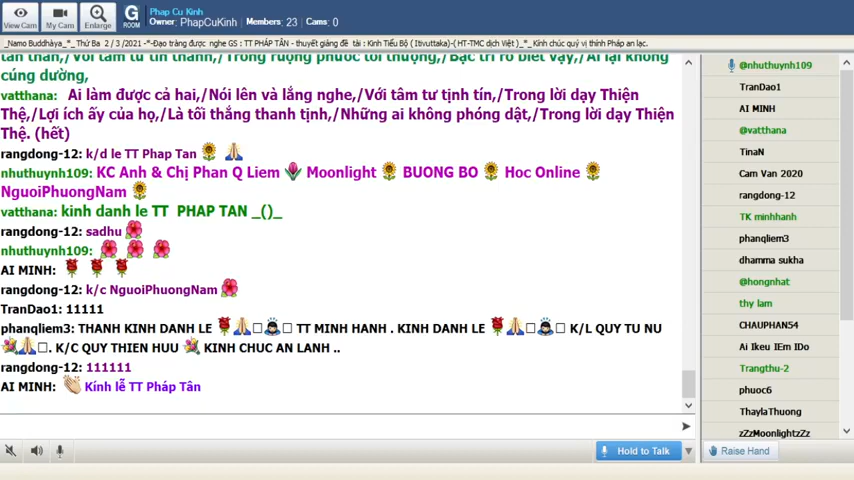 Phap Cu Kinh
Owner: PhapCuKinh Members: 23 Cams: 0
View Cam My Cam Enlarge G ROOM
_Namo Buddhàya_*_ Thứ Ba 2 / 3 /2021 -*-Đạo tràng được nghe GS : TT PHÁP TÂN - thuyết giảng đề tài : Kinh Tiểu Bộ ( Itivuttaka)-( HT-TMC dịch Việt )_*_ Kính chúc quý vị thính Pháp an lạc.
cúng dường,
vatthana: Ai làm được cả hai,/Nói lên và lắng nghe,/Với tâm tư tịnh tín,/Trong lời dạy Thiện
Thệ,/Lợi ích ấy của họ,/Là tối thắng thanh tịnh,/Những ai không phóng dật,/Trong lời dạy Thiện
Thệ. (hết)
rangdong-12: k/d le TT Phap Tan 🌻 🙏
nhuthuynh109: KC Anh & Chị Phan Q Liem 🌷 Moonlight 🌻 BUONG BO 🌻 Hoc Online 🌻
NguoiPhuongNam 🌻
vatthana: kinh danh le TT PHAP TAN _()_
rangdong-12: sadhu 🌺
nhuthuynh109: 🌺 🌺 🌺
AI MINH: 🌹 🌹 🌹
rangdong-12: k/c NguoiPhuongNam 🌺
TranDao1: 11111
phanqliem3: THANH KINH DANH LE 🌹🙏 TT MINH HANH . KINH DANH LE 🌹🙏 K/L QUY TU NU
💐🙏. K/C QUY THIEN HUU 💐 KINH CHUC AN LANH ..
rangdong-12: 111111
AI MINH: 👏 Kính lễ TT Pháp Tân
Hold to Talk
@nhuthuynh109
TranDao1
AI MINH
@vatthana
TinaN
Cam Van 2020
rangdong-12
TK minhhanh
phanqliem3
dhamma sukha
@hongnhat
thy lam
CHAUPHAN54
Ai Ikeu IEm IDo
Trangthu-2
phuoc6
ThaylaThuong
zZzMoonlightzZz
Raise Hand